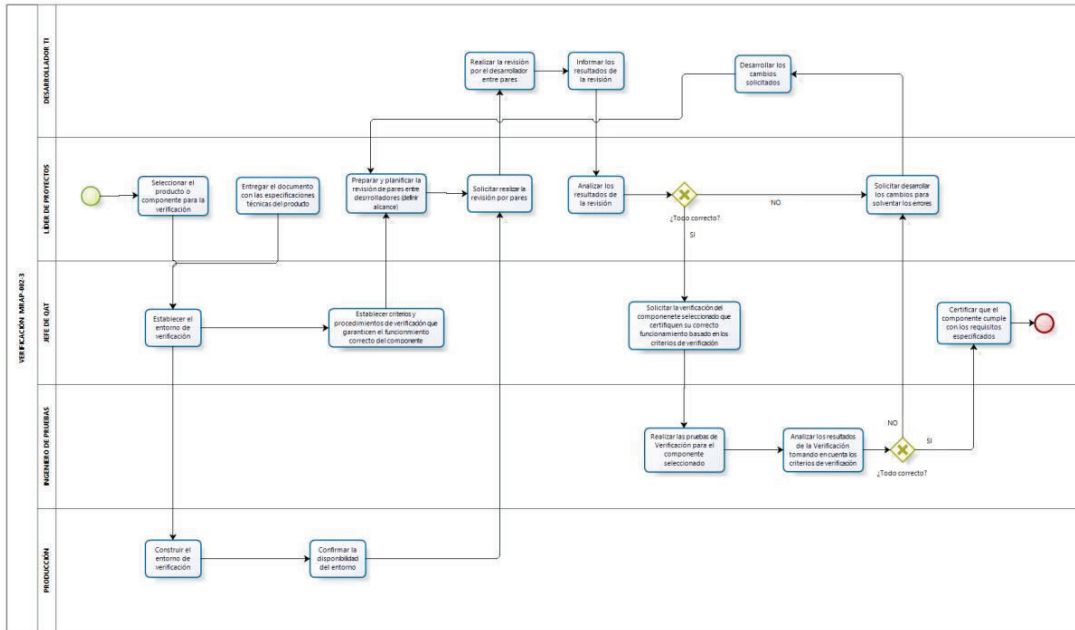 VERIFICACIÓN MRAP-002-3
DESARROLLADOR TI
Realizar la revisión
por el desarrollador
entre pares
Informar los
resultados de
la revisión
Desarrollar los
cambios
solicitados
LÍDER DE PROYECTOS
Seleccionar el
producto o
componente para la
verificación
Entregar el documento
con las especificaciones
técnicas del producto
Preparar y planificar la
revisión de pares entre
desrrolladores (definir
alcance)
Solicitar realizar la
revisión por pares
Analizar los
resultados de
la revisión
¿Todo correcto?
NO
SI
Solicitar desarrollar
los cambios para
solventar los errores
JEFE DE QAT
Establecer el
entorno de
verificación
Establecer criterios y
procedimientos de verificación que
garanticen el funcionmiento
correcto del componente
Solicitar la verificación del
componenete seleccionado que
certifiquen su correcto
funcionamiento basado en los
criterios de verificación
Certificar que el
componente cumple
con los requisitos
especificados
INGENIERO DE PRUEBAS
Realizar las pruebas de
Verificación para el
componente
seleccionado
Analizar los resultados
de la Verificación
tomando en cuenta los
criterios de verificación
NO
SI
¿Todo correcto?
PRODUCCIÓN
Construir el
entorno de
verificación
Confirmar la
disponibilidad
del entorno